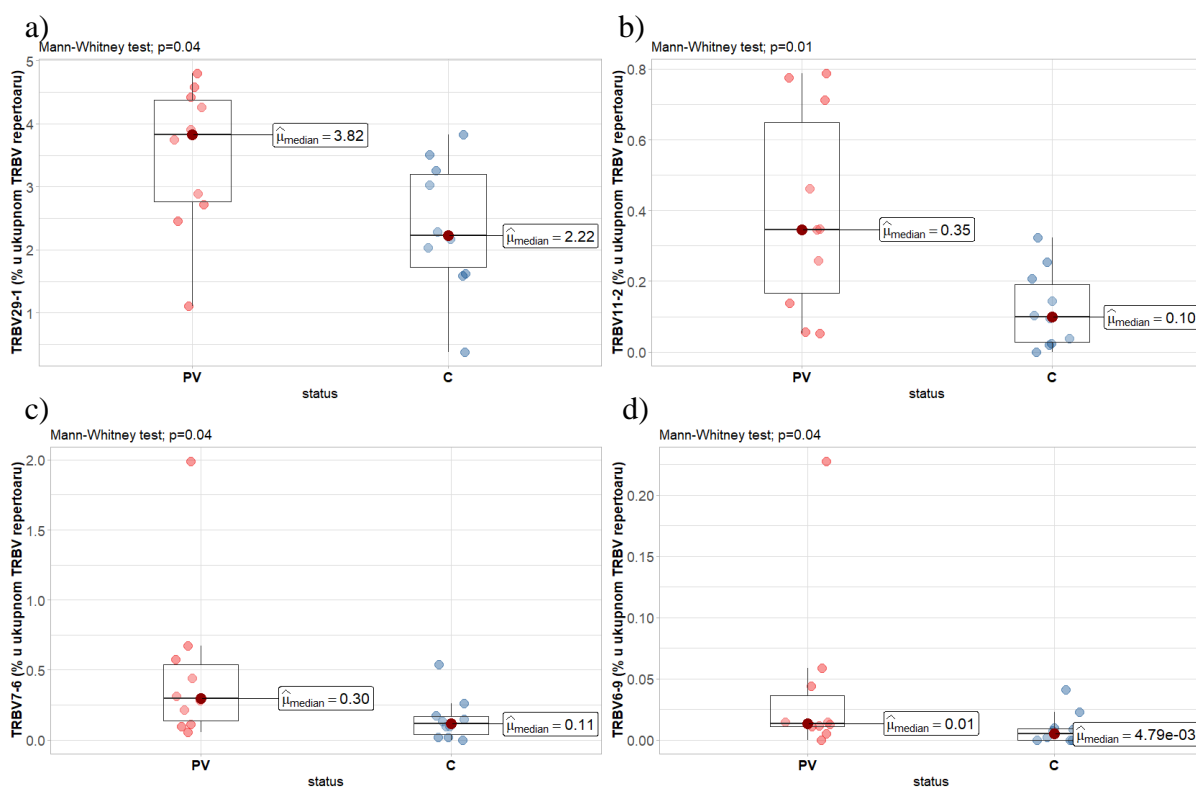 a)
Mann-Whitney test; p=0.04
TRBV29-1 (% u ukupnom TRBV repertoaru)
5
4
3
2
1
μ̂median = 3.82
μ̂median = 2.22
PV
C
status
b)
Mann-Whitney test; p=0.01
TRBV11-2 (% u ukupnom TRBV repertoaru)
0.8
0.6
0.4
0.2
0.0
μ̂median = 0.35
μ̂median = 0.10
PV
C
status
c)
Mann-Whitney test; p=0.04
TRBV7-6 (% u ukupnom TRBV repertoaru)
2.0
1.5
1.0
0.5
0.0
μ̂median = 0.30
μ̂median = 0.11
PV
C
status
d)
Mann-Whitney test; p=0.04
TRBV6-9 (% u ukupnom TRBV repertoaru)
0.20
0.15
0.10
0.05
0.00
μ̂median = 0.01
μ̂median = 4.79e-03
PV
C
status